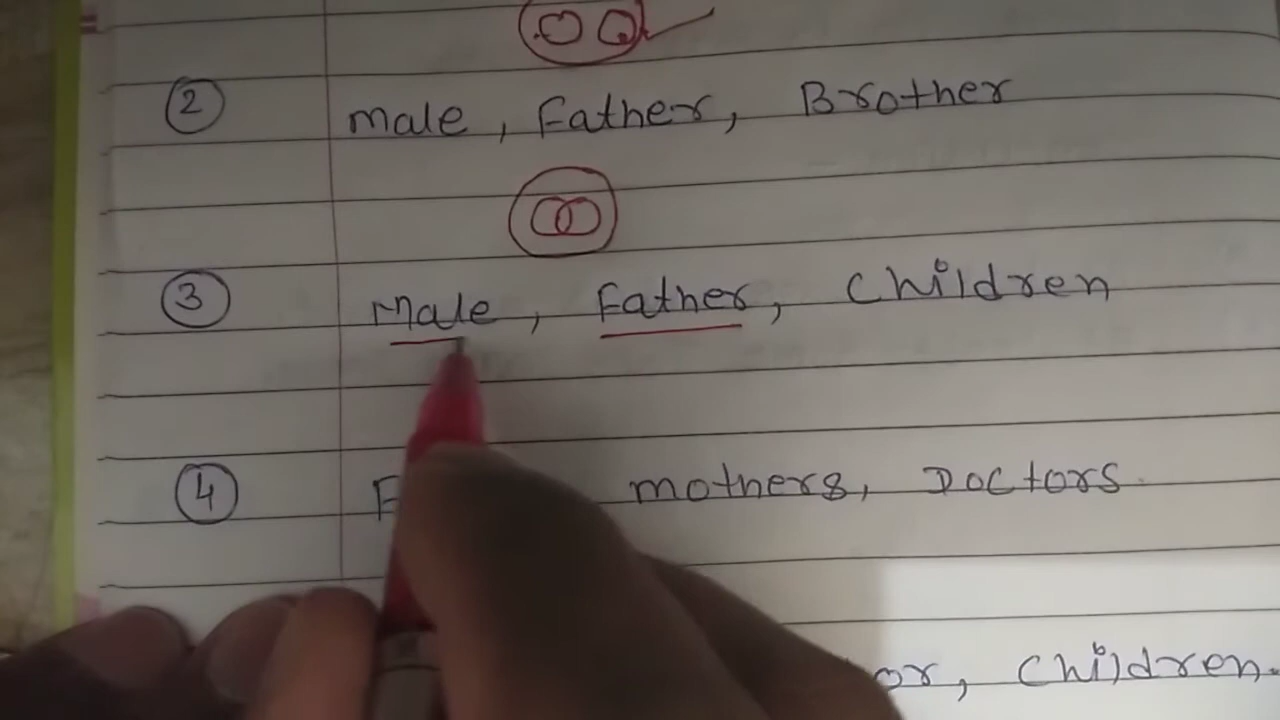 2 male, Father, Brother
3 Male, Father, Children
4 mothers, Doctors.
Children.